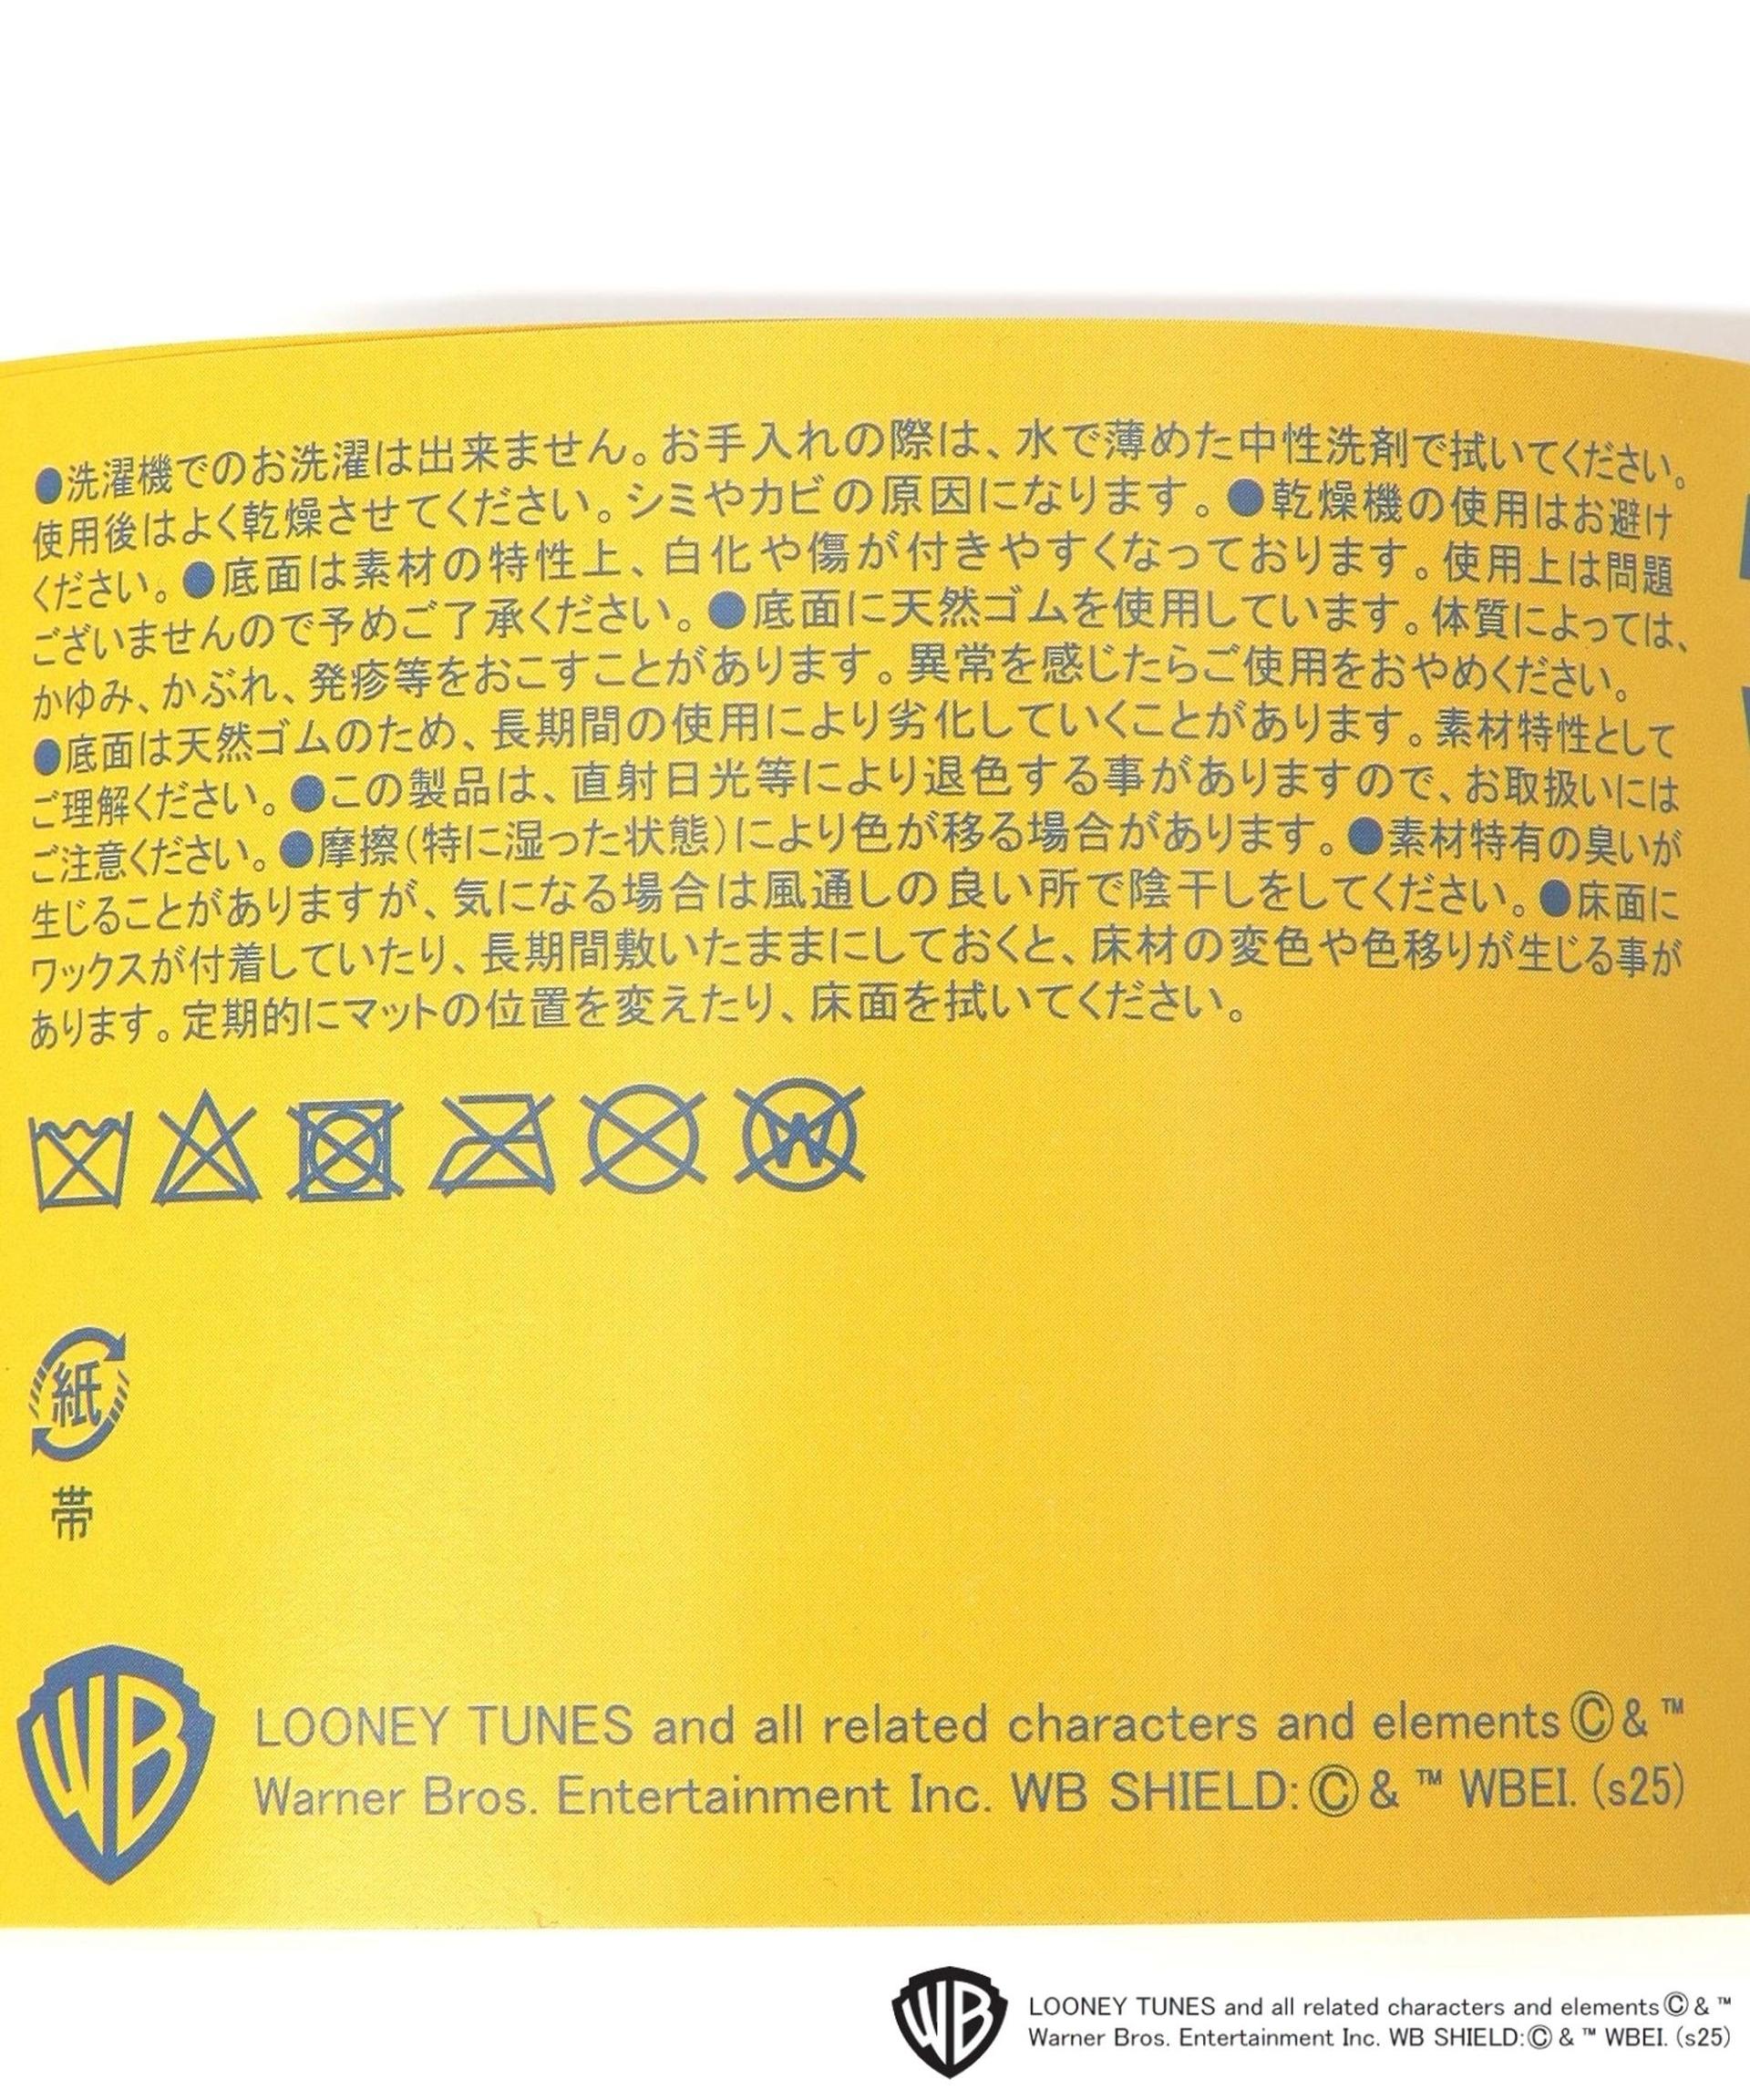 ●洗濯機でのお洗濯は出来ません。お手入れの際は、水で薄めた中性洗剤で拭いてください。
使用後はよく乾燥させてください。シミやカビの原因になります。●乾燥機の使用はお避け
ください。●底面は素材の特性上、白化や傷が付きやすくなっております。使用上は問題
ございませんので予めご了承ください。●底面に天然ゴムを使用しています。体質によっては、
かゆみ、かぶれ、発疹等をおこすことがあります。異常を感じたらご使用をおやめください。
●底面は天然ゴムのため、長期間の使用により劣化していくことがあります。素材特性として
ご理解ください。●この製品は、直射日光等により退色する事がありますので、お取扱いには
ご注意ください。●摩擦(特に湿った状態)により色が移る場合があります。●素材特有の臭いが
生じることがありますが、気になる場合は風通しの良い所で陰干しをしてください。●床面に
ワックスが付着していたり、長期間敷いたままにしておくと、床材の変色や色移りが生じる事が
あります。定期的にマットの位置を変えたり、床面を拭いてください。
W
紙
帯
WB
LOONEY TUNES and all related characters and elements © & ™
Warner Bros. Entertainment Inc. WB SHIELD: © & ™ WBEI. (s25)
WB
LOONEY TUNES and all related characters and elements © & ™
Warner Bros. Entertainment Inc. WB SHIELD: © & ™ WBEI. (s25)